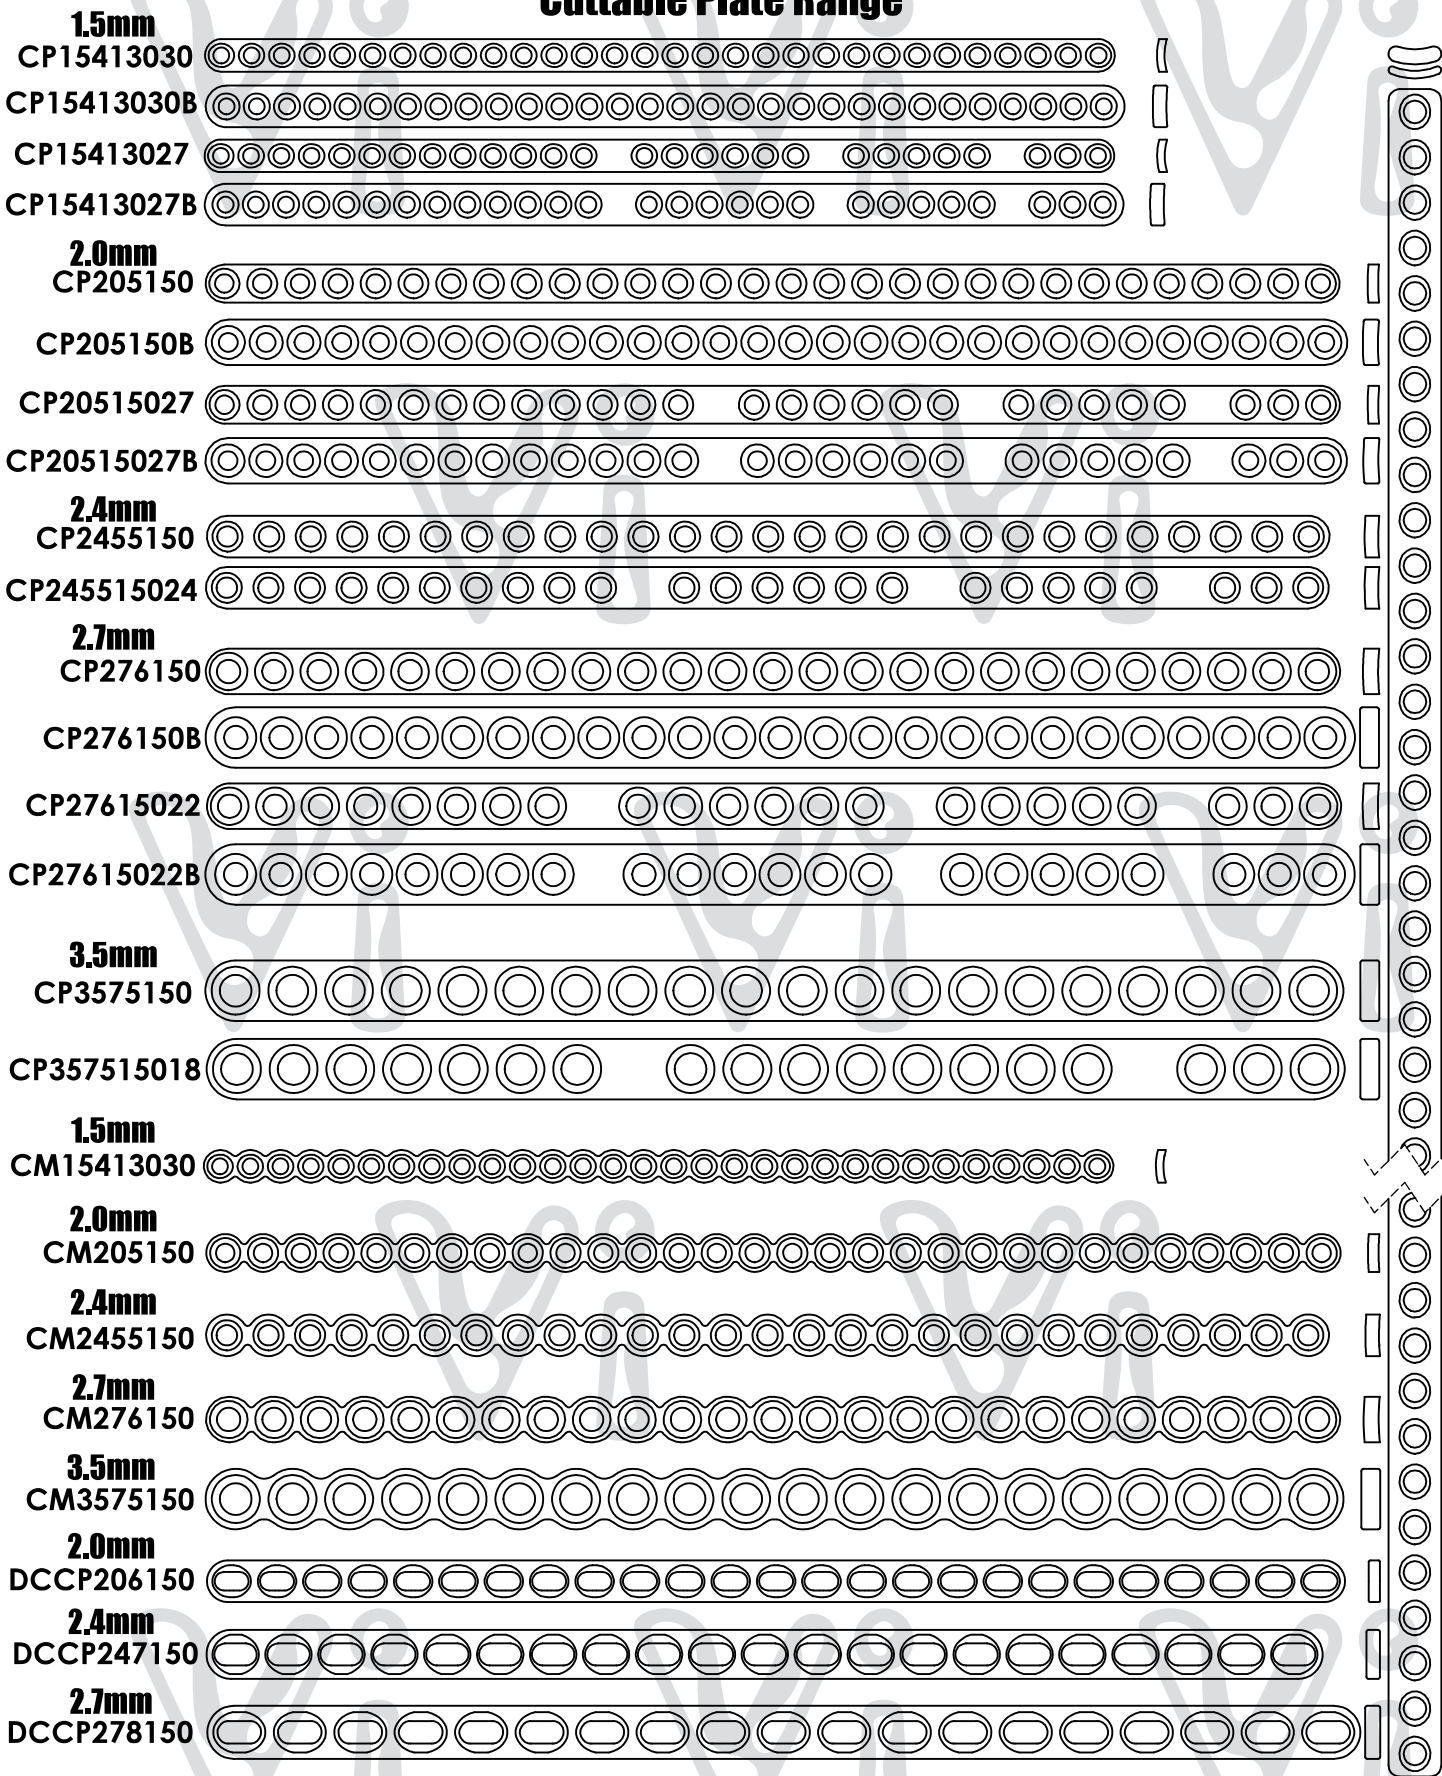 Cuttable Plate Range
1.5mm
CP15413030
CP15413030B
CP15413027
CP15413027B
2.0mm
CP205150
CP205150B
CP20515027
CP20515027B
2.4mm
CP2455150
CP245515024
2.7mm
CP276150
CP276150B
CP27615022
CP27615022B
3.5mm
CP3575150
CP357515018
1.5mm
CM15413030
2.0mm
CM205150
2.4mm
CM2455150
2.7mm
CM276150
3.5mm
CM3575150
2.0mm
DCCP206150
2.4mm
DCCP247150
2.7mm
DCCP278150